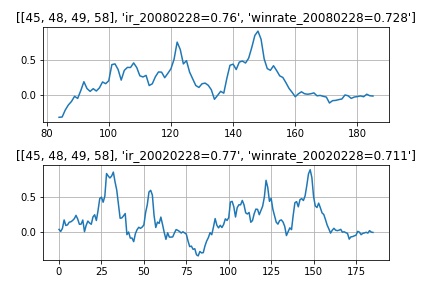 [[45, 48, 49, 58], 'ir_20080228=0.76', 'winrate_20080228=0.728']
0.5
0.0
80 100 120 140 160 180
[[45, 48, 49, 58], 'ir_20020228=0.77', 'winrate_20020228=0.711']
0.5
0.0
0 25 50 75 100 125 150 175